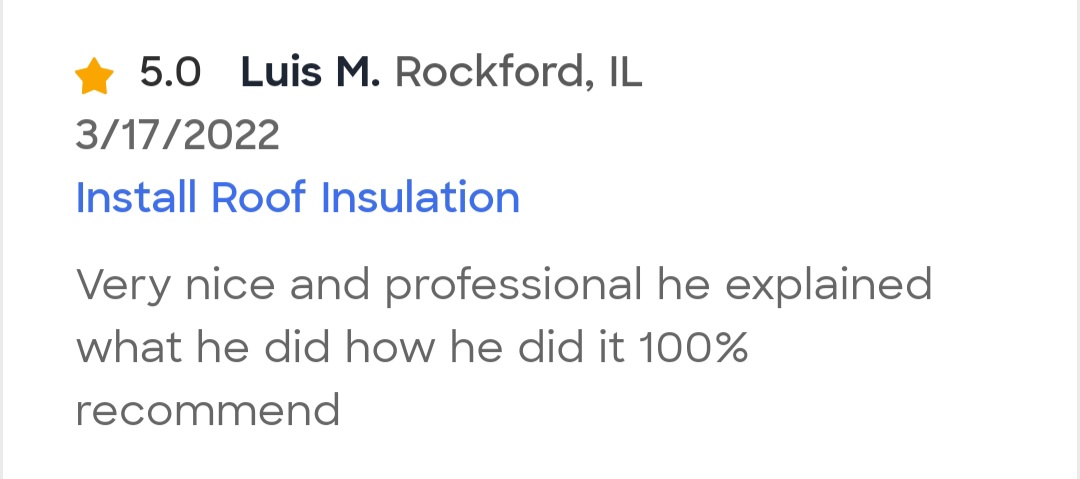 5.0 Luis M. Rockford, IL
3/17/2022
Install Roof Insulation
Very nice and professional he explained
what he did how he did it 100%
recommend